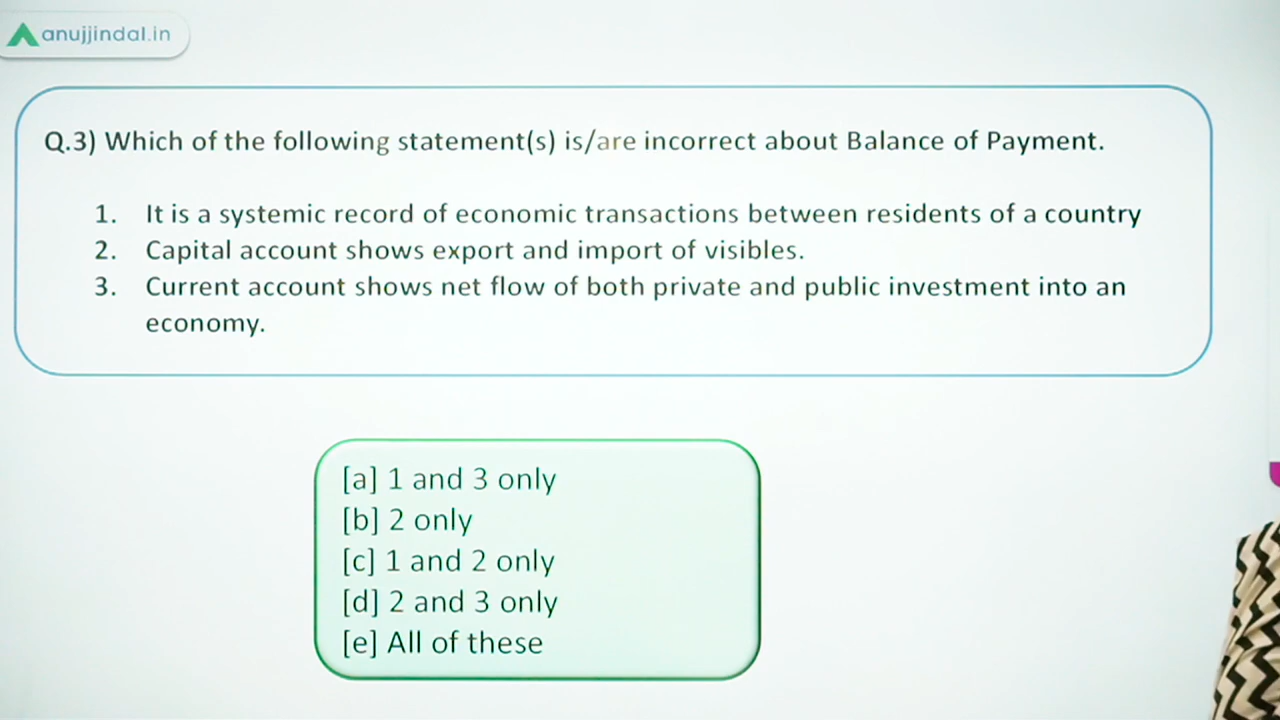 anujjindal.in
Q.3) Which of the following statement(s) is/are incorrect about Balance of Payment.
1. It is a systemic record of economic transactions between residents of a country
2. Capital account shows export and import of visibles.
3. Current account shows net flow of both private and public investment into an
economy.
[a] 1 and 3 only
[b] 2 only
[c] 1 and 2 only
[d] 2 and 3 only
[e] All of these